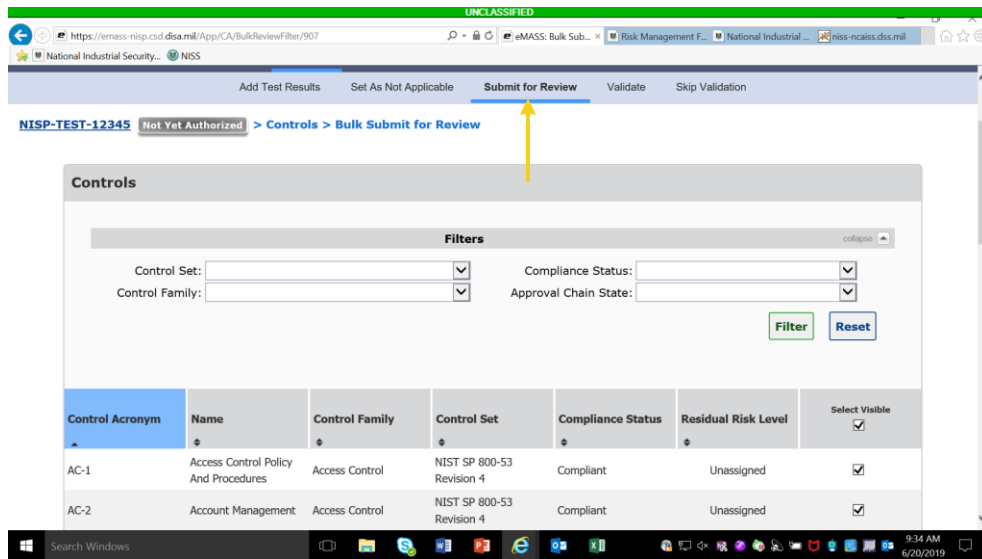 UNCLASSIFIED
https://emass-nisp.csd.disa.mil/App/CA/BulkReviewFilter/907
eMASS: Bulk Sub...
Risk Management F...
National Industrial ...
niss-ncaiss.dss.mil
National Industrial Security...
NISS
Add Test Results Set As Not Applicable Submit for Review Validate Skip Validation
NISP-TEST-12345 Not Yet Authorized > Controls > Bulk Submit for Review
Controls
Filters collapse
Control Set: Compliance Status:
Control Family: Approval Chain State:
Filter Reset
Control Acronym Name Control Family Control Set Compliance Status Residual Risk Level Select Visible
AC-1 Access Control Policy And Procedures Access Control NIST SP 800-53 Revision 4 Compliant Unassigned
AC-2 Account Management Access Control NIST SP 800-53 Revision 4 Compliant Unassigned
Search Windows
9:34 AM
6/20/2019